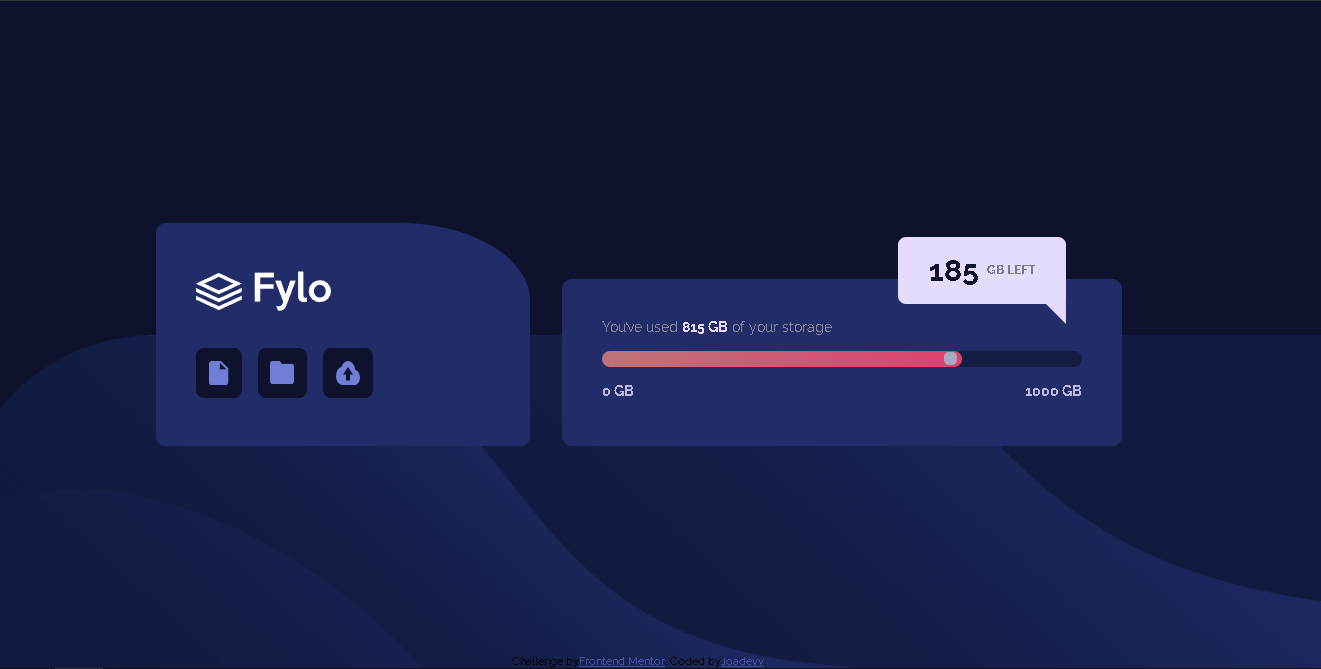 Fylo
185 GB LEFT
You've used 815 GB of your storage
0 GB
1000 GB
Challenge by Frontend Mentor. Coded by Joadevy.